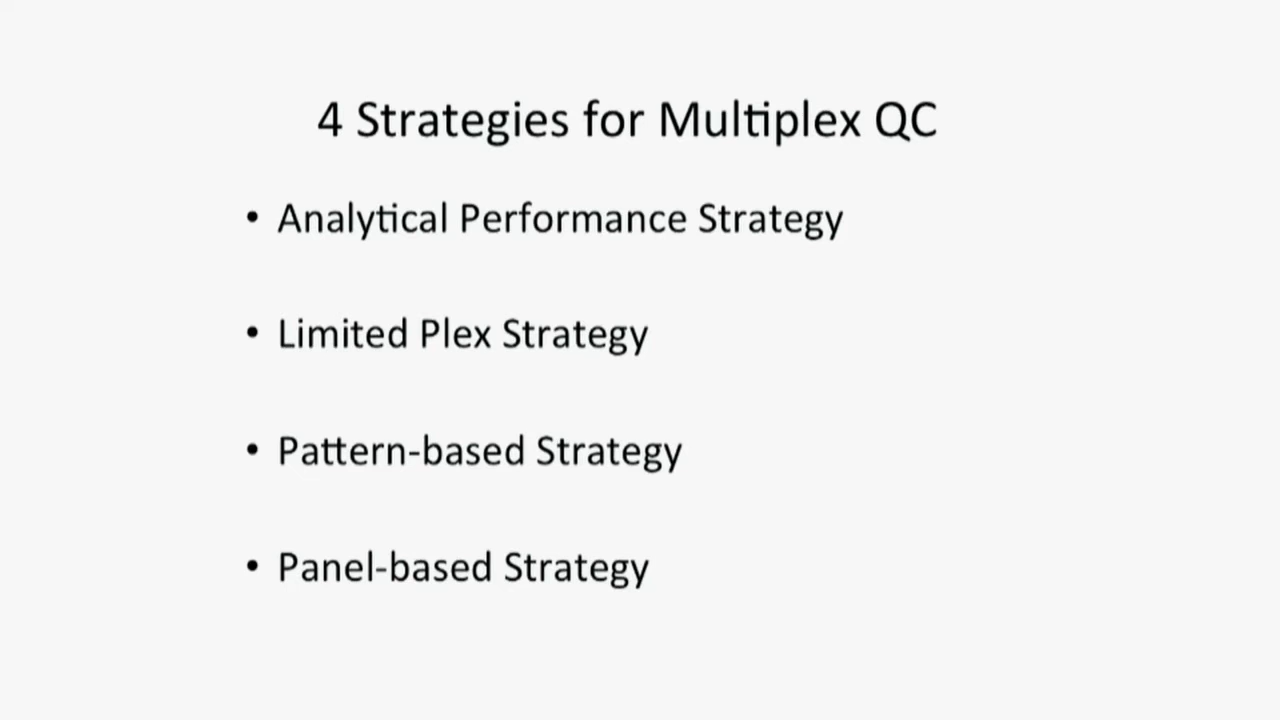 4 Strategies for Multiplex QC
• Analytical Performance Strategy
• Limited Plex Strategy
• Pattern-based Strategy
• Panel-based Strategy